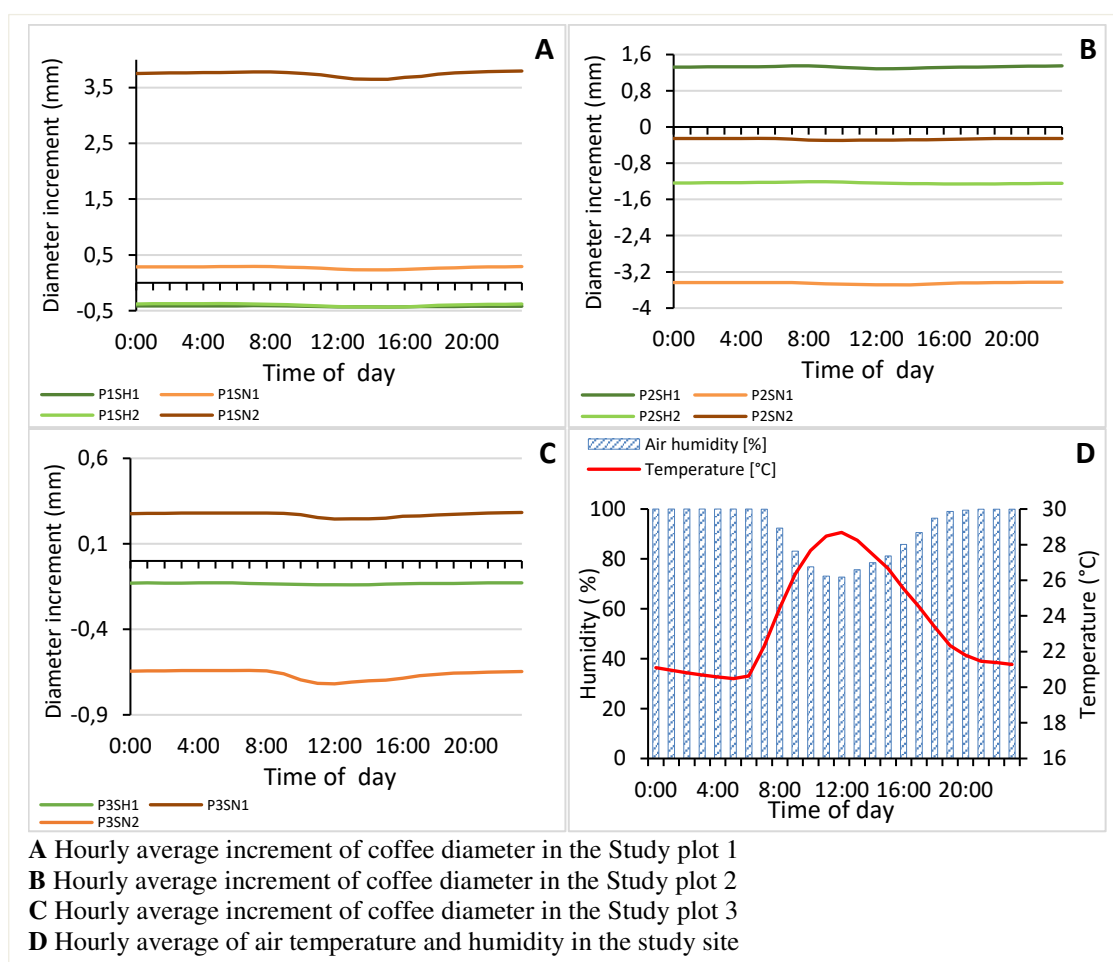 A
Diameter increment (mm)
3,5
2,5
1,5
0,5
-0,5
0:00 4:00 8:00 12:00 16:00 20:00
Time of day
P1SH1 P1SN1
P1SH2 P1SN2
B
Diameter increment (mm)
1,6
0,8
0
-0,8
-1,6
-2,4
-3,2
-4
0:00 4:00 8:00 12:00 16:00 20:00
Time of day
P2SH1 P2SN1
P2SH2 P2SN2
C
Diameter increment (mm)
0,6
0,1
-0,4
-0,9
0:00 4:00 8:00 12:00 16:00 20:00
Time of day
P3SH1 P3SN1
P3SN2
D
Air humidity [%]
Temperature [°C]
Humidity ( %)
100
80
60
40
20
0
30
28
26
24
22
20
18
16
Temperature (°C)
0:00 4:00 8:00 12:00 16:00 20:00
Time of day
A Hourly average increment of coffee diameter in the Study plot 1
B Hourly average increment of coffee diameter in the Study plot 2
C Hourly average increment of coffee diameter in the Study plot 3
D Hourly average of air temperature and humidity in the study site